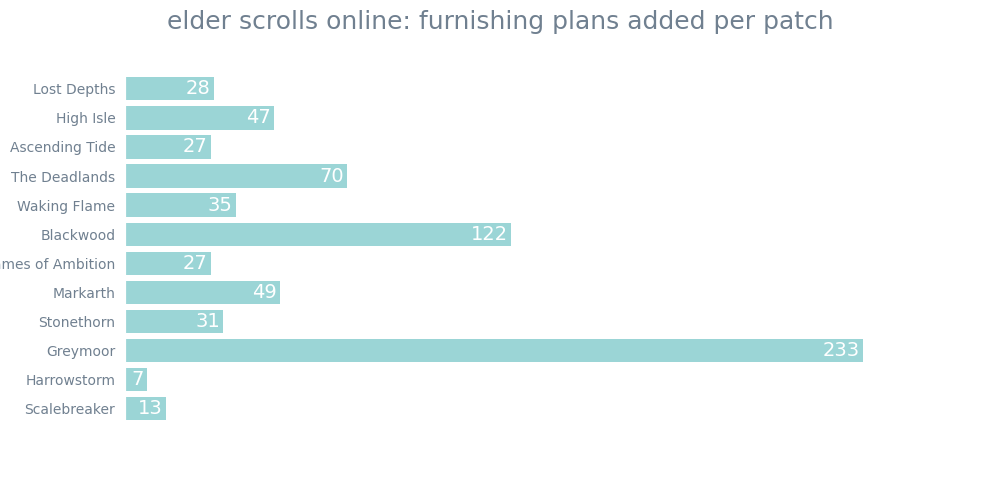 elder scrolls online: furnishing plans added per patch
Lost Depths 28
High Isle 47
Ascending Tide 27
The Deadlands 70
Waking Flame 35
Blackwood 122
of Ambition 27
Markarth 49
Stonethorn 31
Greymoor 233
Harrowstorm 7
Scalebreaker 13